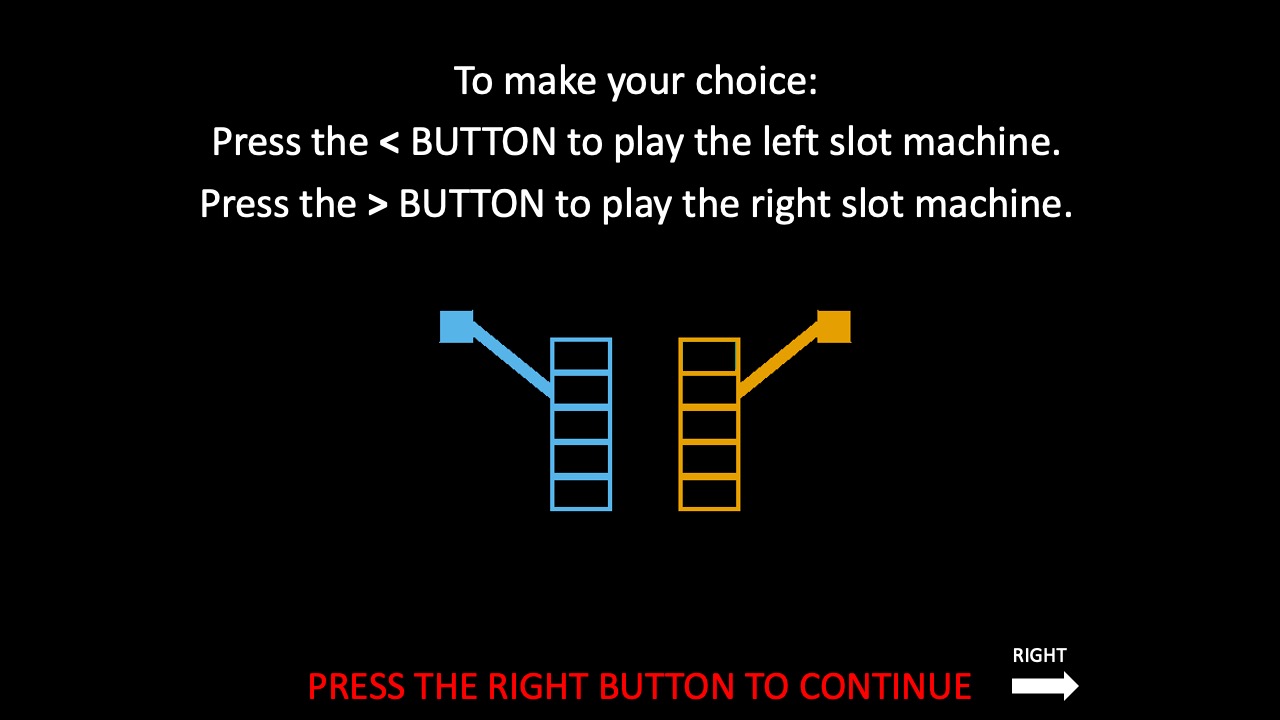 To make your choice:
Press the < BUTTON to play the left slot machine.
Press the > BUTTON to play the right slot machine.
RIGHT
PRESS THE RIGHT BUTTON TO CONTINUE